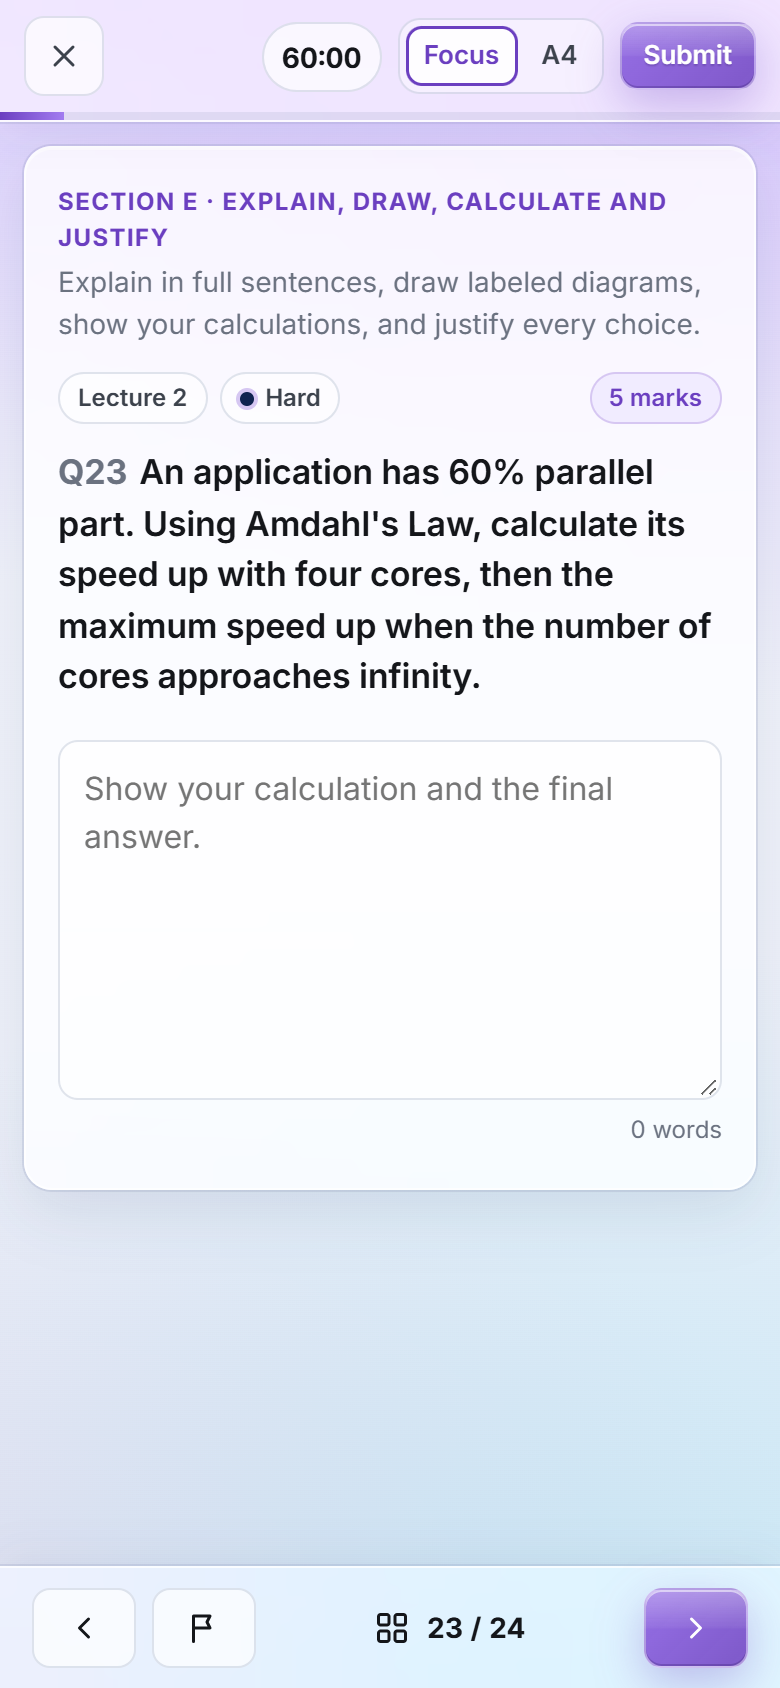 60:00
Focus
A4
Submit
SECTION E · EXPLAIN, DRAW, CALCULATE AND
JUSTIFY
Explain in full sentences, draw labeled diagrams,
show your calculations, and justify every choice.
Lecture 2
Hard
5 marks
Q23 An application has 60% parallel
part. Using Amdahl's Law, calculate its
speed up with four cores, then the
maximum speed up when the number of
cores approaches infinity.
Show your calculation and the final
answer.
0 words
23 / 24